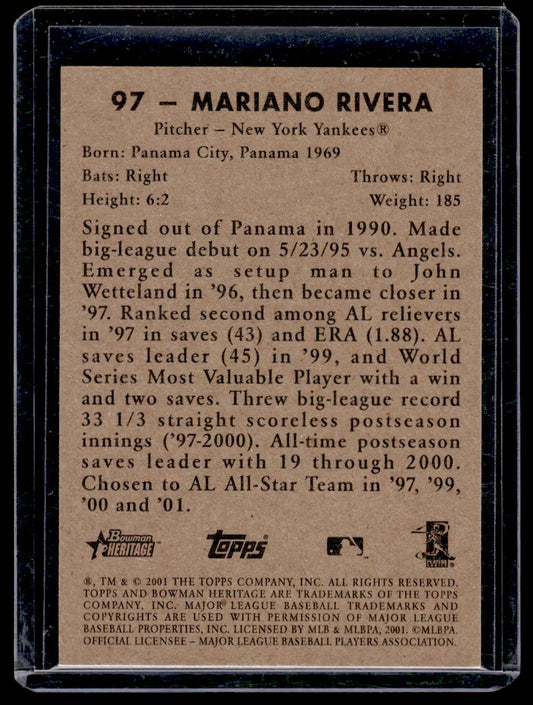 97 – MARIANO RIVERA
Pitcher – New York Yankees®
Born: Panama City, Panama 1969
Bats: Right Throws: Right
Height: 6:2 Weight: 185
Signed out of Panama in 1990. Made
big-league debut on 5/23/95 vs. Angels.
Emerged as setup man to John
Wetteland in '96, then became closer in
'97. Ranked second among AL relievers
in '97 in saves (43) and ERA (1.88). AL
saves leader (45) in '99, and World
Series Most Valuable Player with a win
and two saves. Threw big-league record
33 1/3 straight scoreless postseason
innings ('97-2000). All-time postseason
saves leader with 19 through 2000.
Chosen to AL All-Star Team in '97, '99,
'00 and '01.
Bowman
HERITAGE
Topps
®, TM & © 2001 THE TOPPS COMPANY, INC. ALL RIGHTS RESERVED.
TOPPS AND BOWMAN HERITAGE ARE TRADEMARKS OF THE TOPPS
COMPANY, INC. MAJOR LEAGUE BASEBALL TRADEMARKS AND
COPYRIGHTS ARE USED WITH PERMISSION OF MAJOR LEAGUE
BASEBALL PROPERTIES, INC. LICENSED BY MLB & MLBPA, 2001. ©MLBPA.
OFFICIAL LICENSEE – MAJOR LEAGUE BASEBALL PLAYERS ASSOCIATION.